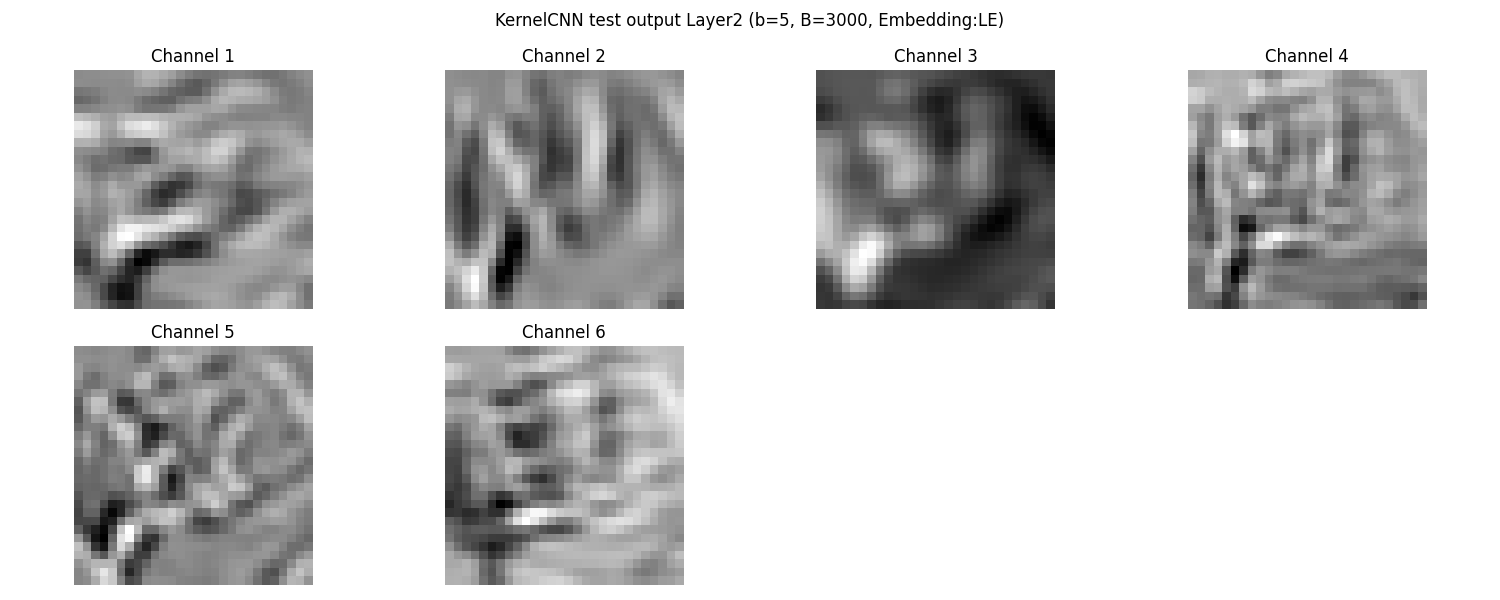 KernelCNN test output Layer2 (b=5, B=3000, Embedding:LE)
Channel 1
Channel 2
Channel 3
Channel 4
Channel 5
Channel 6